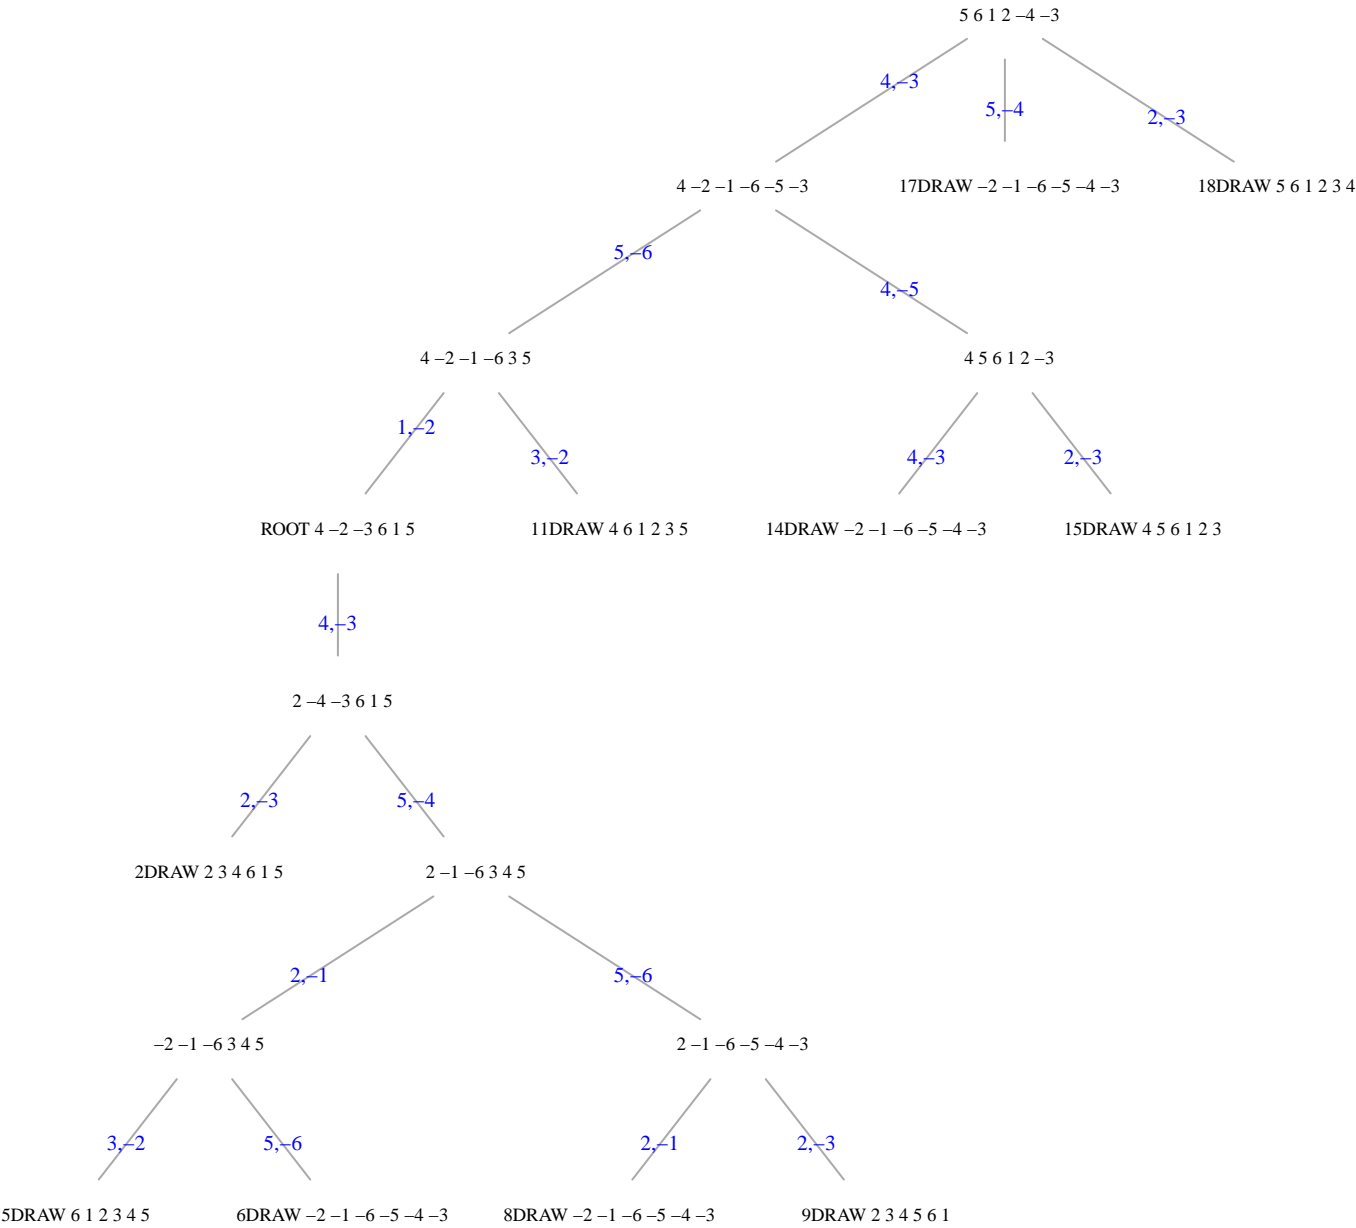 5 6 1 2 –4 –3
4,–3
5,–4
2,–3
4 –2 –1 –6 –5 –3
17DRAW –2 –1 –6 –5 –4 –3
18DRAW 5 6 1 2 3 4
5,–6
4,–5
4 –2 –1 –6 3 5
4 5 6 1 2 –3
1,–2
3,–2
4,–3
2,–3
ROOT 4 –2 –3 6 1 5
11DRAW 4 6 1 2 3 5
14DRAW –2 –1 –6 –5 –4 –3
15DRAW 4 5 6 1 2 3
4,–3
2 –4 –3 6 1 5
2,–3
5,–4
2DRAW 2 3 4 6 1 5
2 –1 –6 3 4 5
2,–1
5,–6
–2 –1 –6 3 4 5
2 –1 –6 –5 –4 –3
3,–2
5,–6
2,–1
2,–3
5DRAW 6 1 2 3 4 5
6DRAW –2 –1 –6 –5 –4 –3
8DRAW –2 –1 –6 –5 –4 –3
9DRAW 2 3 4 5 6 1